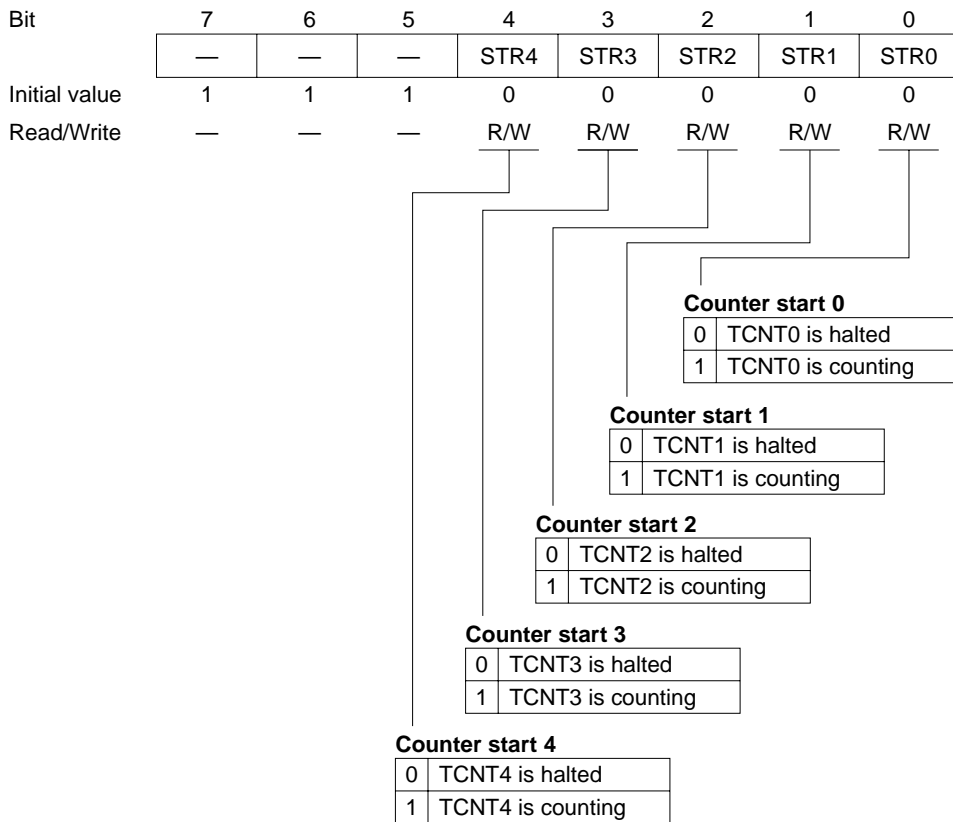 Bit 7 6 5 4 3 2 1 0
— — — STR4 STR3 STR2 STR1 STR0
Initial value 1 1 1 0 0 0 0 0
Read/Write — — — R/W R/W R/W R/W R/W
Counter start 0
0 TCNT0 is halted
1 TCNT0 is counting
Counter start 1
0 TCNT1 is halted
1 TCNT1 is counting
Counter start 2
0 TCNT2 is halted
1 TCNT2 is counting
Counter start 3
0 TCNT3 is halted
1 TCNT3 is counting
Counter start 4
0 TCNT4 is halted
1 TCNT4 is counting